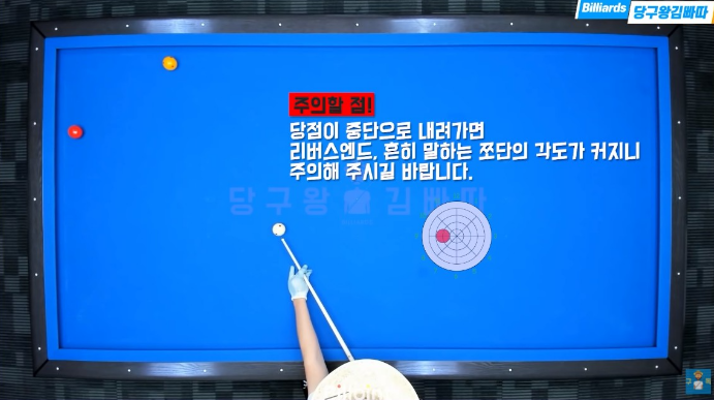 Billiards 당구왕김빠따
주의할 점!
당점이 중단으로 내려가면
리버스엔드, 흔히 말하는 쪼단의 각도가 커지니
주의해 주시길 바랍니다.
당구왕 김빠따